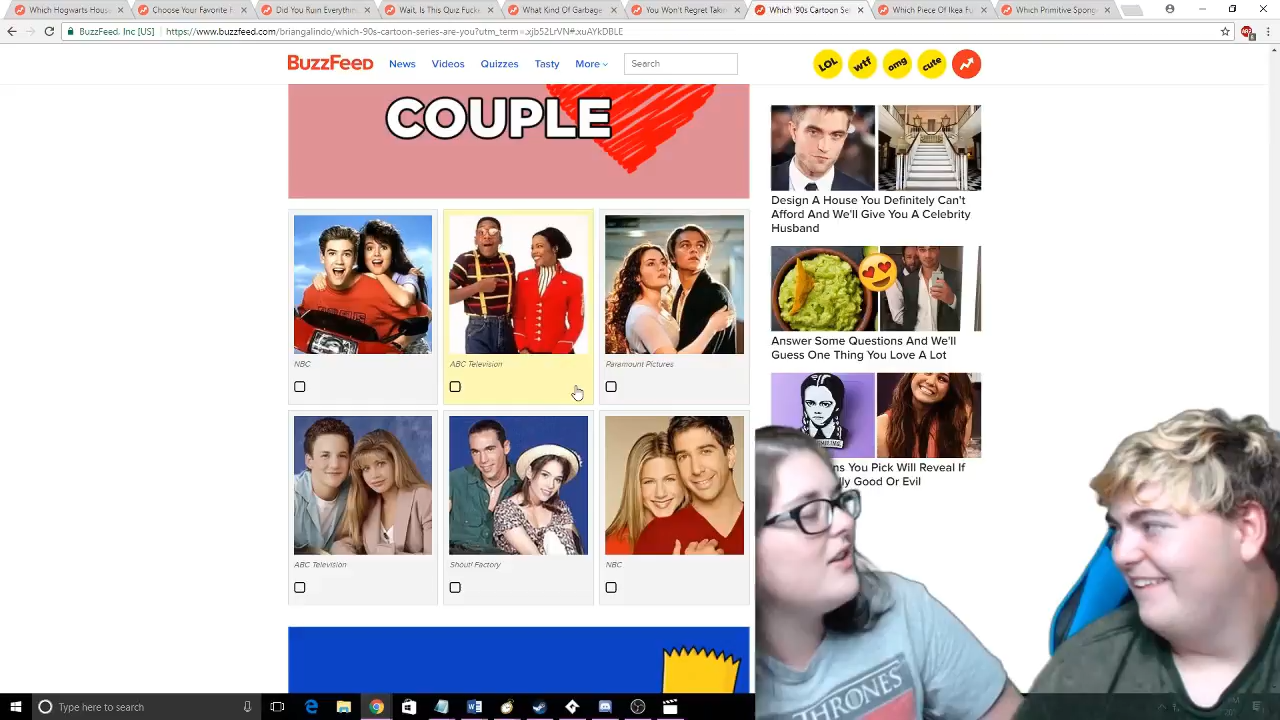 Which Hogwarts Hous
Choose Your Favorite F
Did You Run Everythin
Wait, Is This Quiz Fuck
What Kind Of Garbage
You Won't Regret Takin
Which '90s Cartoon Se
Which Piece Of Ikea Fu
Which Primitive Spong
BuzzFeed, Inc [US] https://www.buzzfeed.com/briangalindo/which-90s-cartoon-series-are-you?utm_term=.xjb52LrVN#.xuAYkDBLE
BuzzFeed News Videos Quizzes Tasty More Search LOL wtf omg cute
COUPLE
Design A House You Definitely Can't
Afford And We'll Give You A Celebrity
Husband
Answer Some Questions And We'll
Guess One Thing You Love A Lot
NBC
ABC Television
Paramount Pictures
ns You Pick Will Reveal If
lly Good Or Evil
ABC Television
Shout! Factory
NBC
THRONES
Type here to search